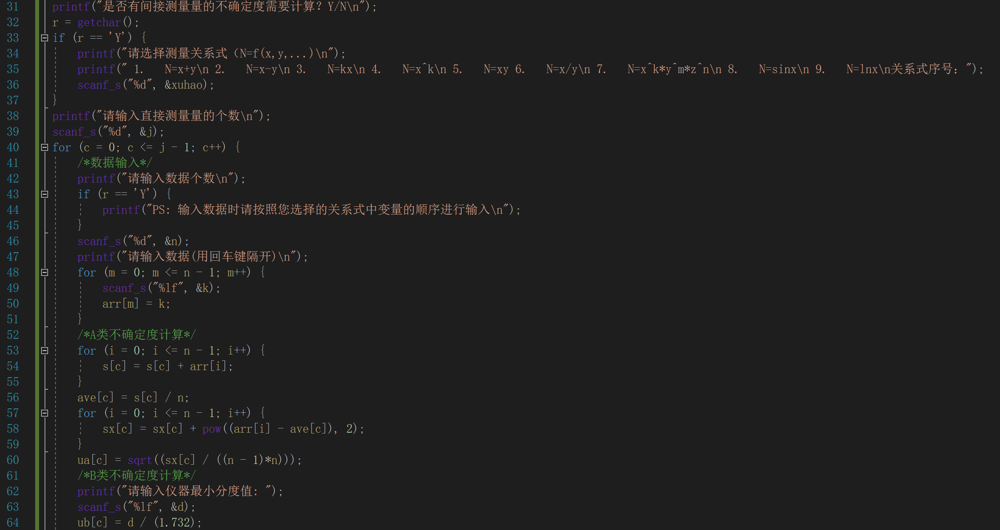 31 printf("是否有间接测量量的不确定度需要计算？Y/N\n");
32 r = getchar();
33 if (r == 'Y') {
34 printf("请选择测量关系式（N=f(x,y,...)\n");
35 printf(" 1.   N=x+y\n 2.   N=x-y\n 3.   N=kx\n 4.   N=x^k\n 5.   N=xy 6.   N=x/y\n 7.   N=x^k*y^m*z^n\n 8.   N=sinx\n 9.   N=lnx\n关系式序号：");
36 scanf_s("%d", &xuhao);
37 }
38 printf("请输入直接测量量的个数\n");
39 scanf_s("%d", &j);
40 for (c = 0; c <= j - 1; c++) {
41 /*数据输入*/
42 printf("请输入数据个数\n");
43 if (r == 'Y') {
44 printf("PS: 输入数据时请按照您选择的关系式中变量的顺序进行输入\n");
45 }
46 scanf_s("%d", &n);
47 printf("请输入数据(用回车键隔开)\n");
48 for (m = 0; m <= n - 1; m++) {
49 scanf_s("%lf", &k);
50 arr[m] = k;
51 }
52 /*A类不确定度计算*/
53 for (i = 0; i <= n - 1; i++) {
54 s[c] = s[c] + arr[i];
55 }
56 ave[c] = s[c] / n;
57 for (i = 0; i <= n - 1; i++) {
58 sx[c] = sx[c] + pow((arr[i] - ave[c]), 2);
59 }
60 ua[c] = sqrt((sx[c] / ((n - 1)*n)));
61 /*B类不确定度计算*/
62 printf("请输入仪器最小分度值: ");
63 scanf_s("%lf", &d);
64 ub[c] = d / (1.732);